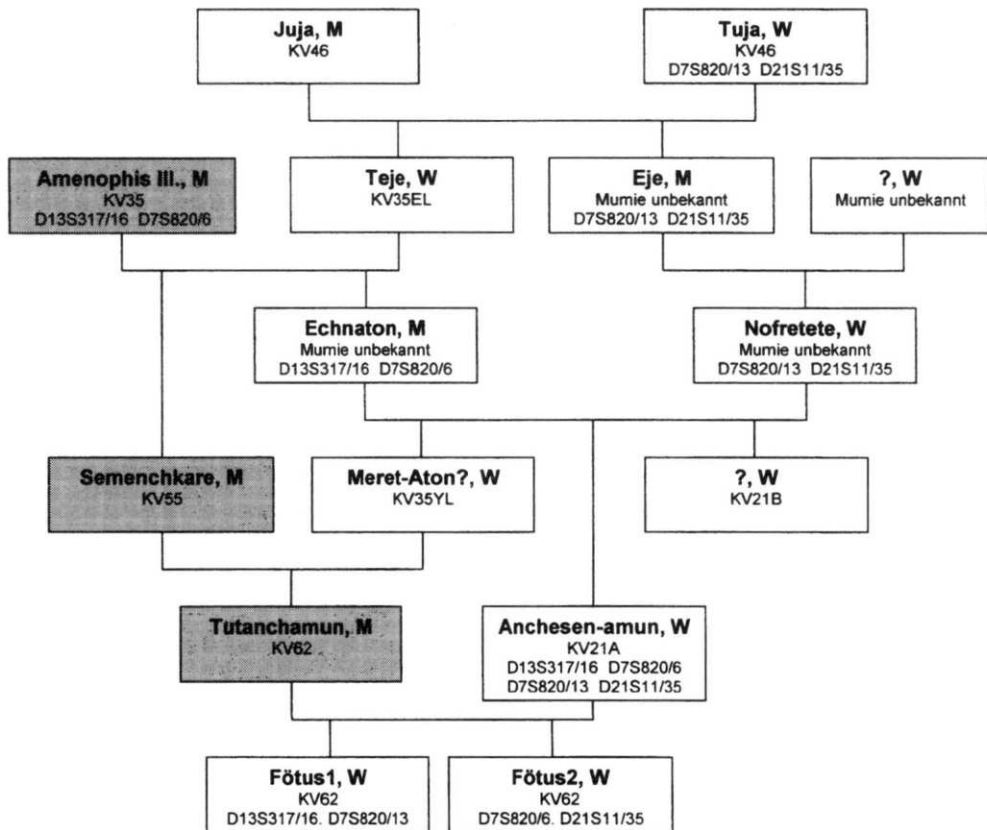 Juja, M
KV46
Tuja, W
KV46
D7S820/13 D21S11/35
Amenophis III., M
KV35
D13S317/16 D7S820/6
Teje, W
KV35EL
Eje, M
Mumie unbekannt
D7S820/13 D21S11/35
?, W
Mumie unbekannt
Echnaton, M
Mumie unbekannt
D13S317/16 D7S820/6
Nofretete, W
Mumie unbekannt
D7S820/13 D21S11/35
Semenchkare, M
KV55
Meret-Aton?, W
KV35YL
?, W
KV21B
Tutanchamun, M
KV62
Anchesen-amun, W
KV21A
D13S317/16 D7S820/6
D7S820/13 D21S11/35
Fötus1, W
KV62
D13S317/16. D7S820/13
Fötus2, W
KV62
D7S820/6. D21S11/35